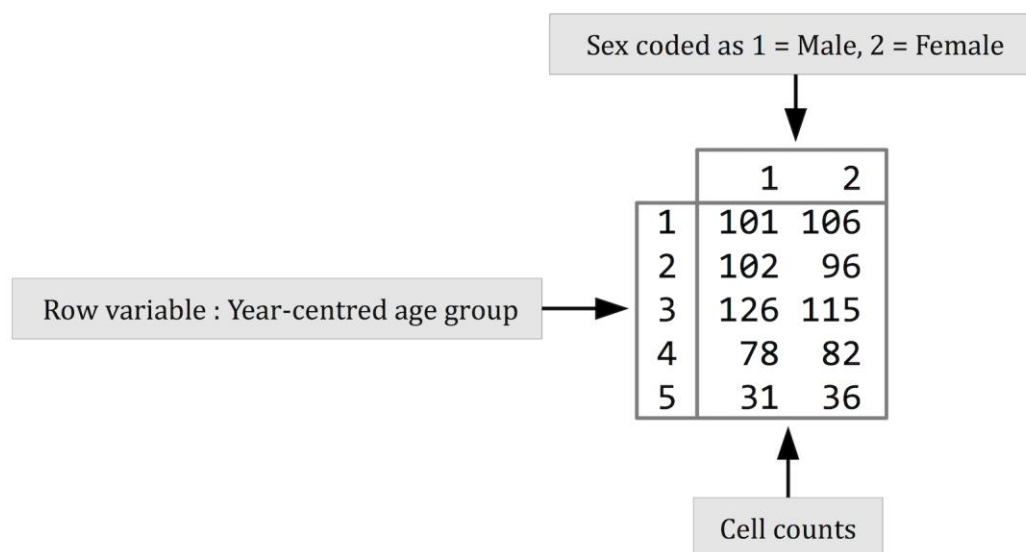 Sex coded as 1 = Male, 2 = Female
1 2
1 101 106
2 102 96
Row variable : Year-centred age group
3 126 115
4 78 82
5 31 36
Cell counts